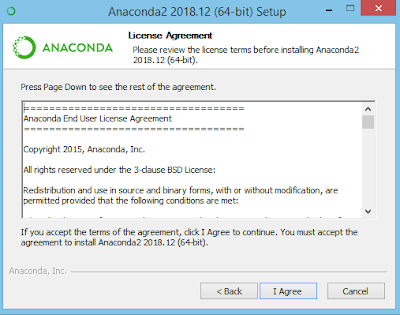 Anaconda2 2018.12 (64-bit) Setup
ANACONDA
License Agreement
Please review the license terms before installing Anaconda2
2018.12 (64-bit).
Press Page Down to see the rest of the agreement.
===================================
Anaconda End User License Agreement
===================================
Copyright 2015, Anaconda, Inc.
All rights reserved under the 3-clause BSD License:
Redistribution and use in source and binary forms, with or without modification, are
permitted provided that the following conditions are met:
If you accept the terms of the agreement, click I Agree to continue. You must accept the
agreement to install Anaconda2 2018.12 (64-bit).
Anaconda, Inc.
< Back
I Agree
Cancel